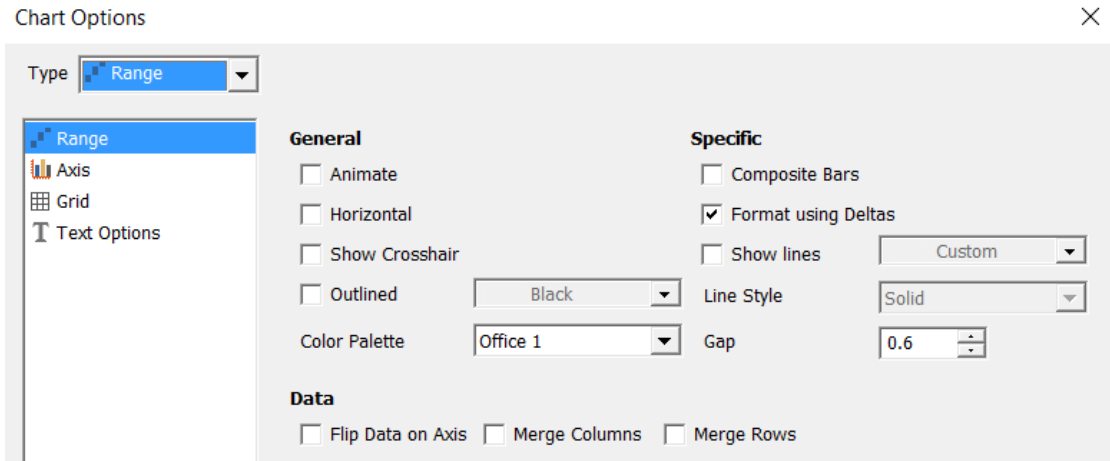 Chart Options
Type Range
Range
Axis
Grid
Text Options
General
Animate
Horizontal
Show Crosshair
Outlined Black
Color Palette Office 1
Specific
Composite Bars
Format using Deltas
Show lines Custom
Line Style Solid
Gap 0.6
Data
Flip Data on Axis Merge Columns Merge Rows